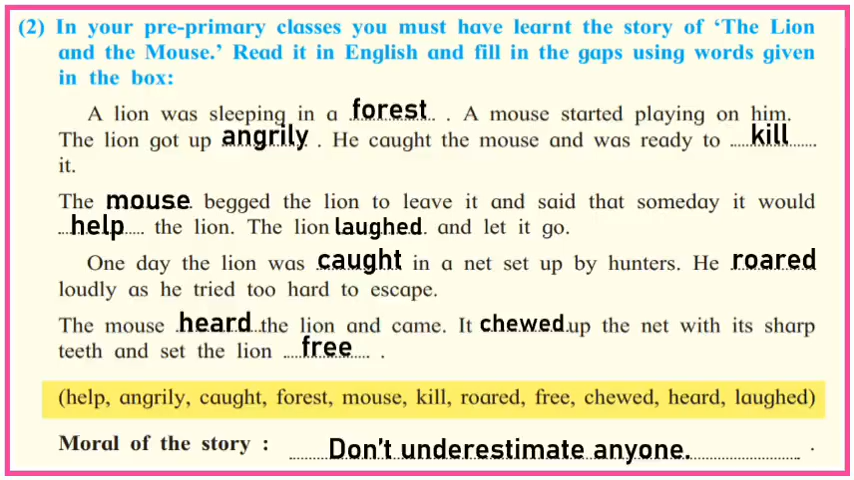 (2) In your pre-primary classes you must have learnt the story of ‘The Lion
and the Mouse.’ Read it in English and fill in the gaps using words given
in the box:
A lion was sleeping in a forest . A mouse started playing on him.
The lion got up angrily . He caught the mouse and was ready to kill
it.
The mouse begged the lion to leave it and said that someday it would
help the lion. The lion laughed and let it go.
One day the lion was caught in a net set up by hunters. He roared
loudly as he tried too hard to escape.
The mouse heard the lion and came. It chewed up the net with its sharp
teeth and set the lion free .
(help, angrily, caught, forest, mouse, kill, roared, free, chewed, heard, laughed)
Moral of the story : Don't underestimate anyone. .